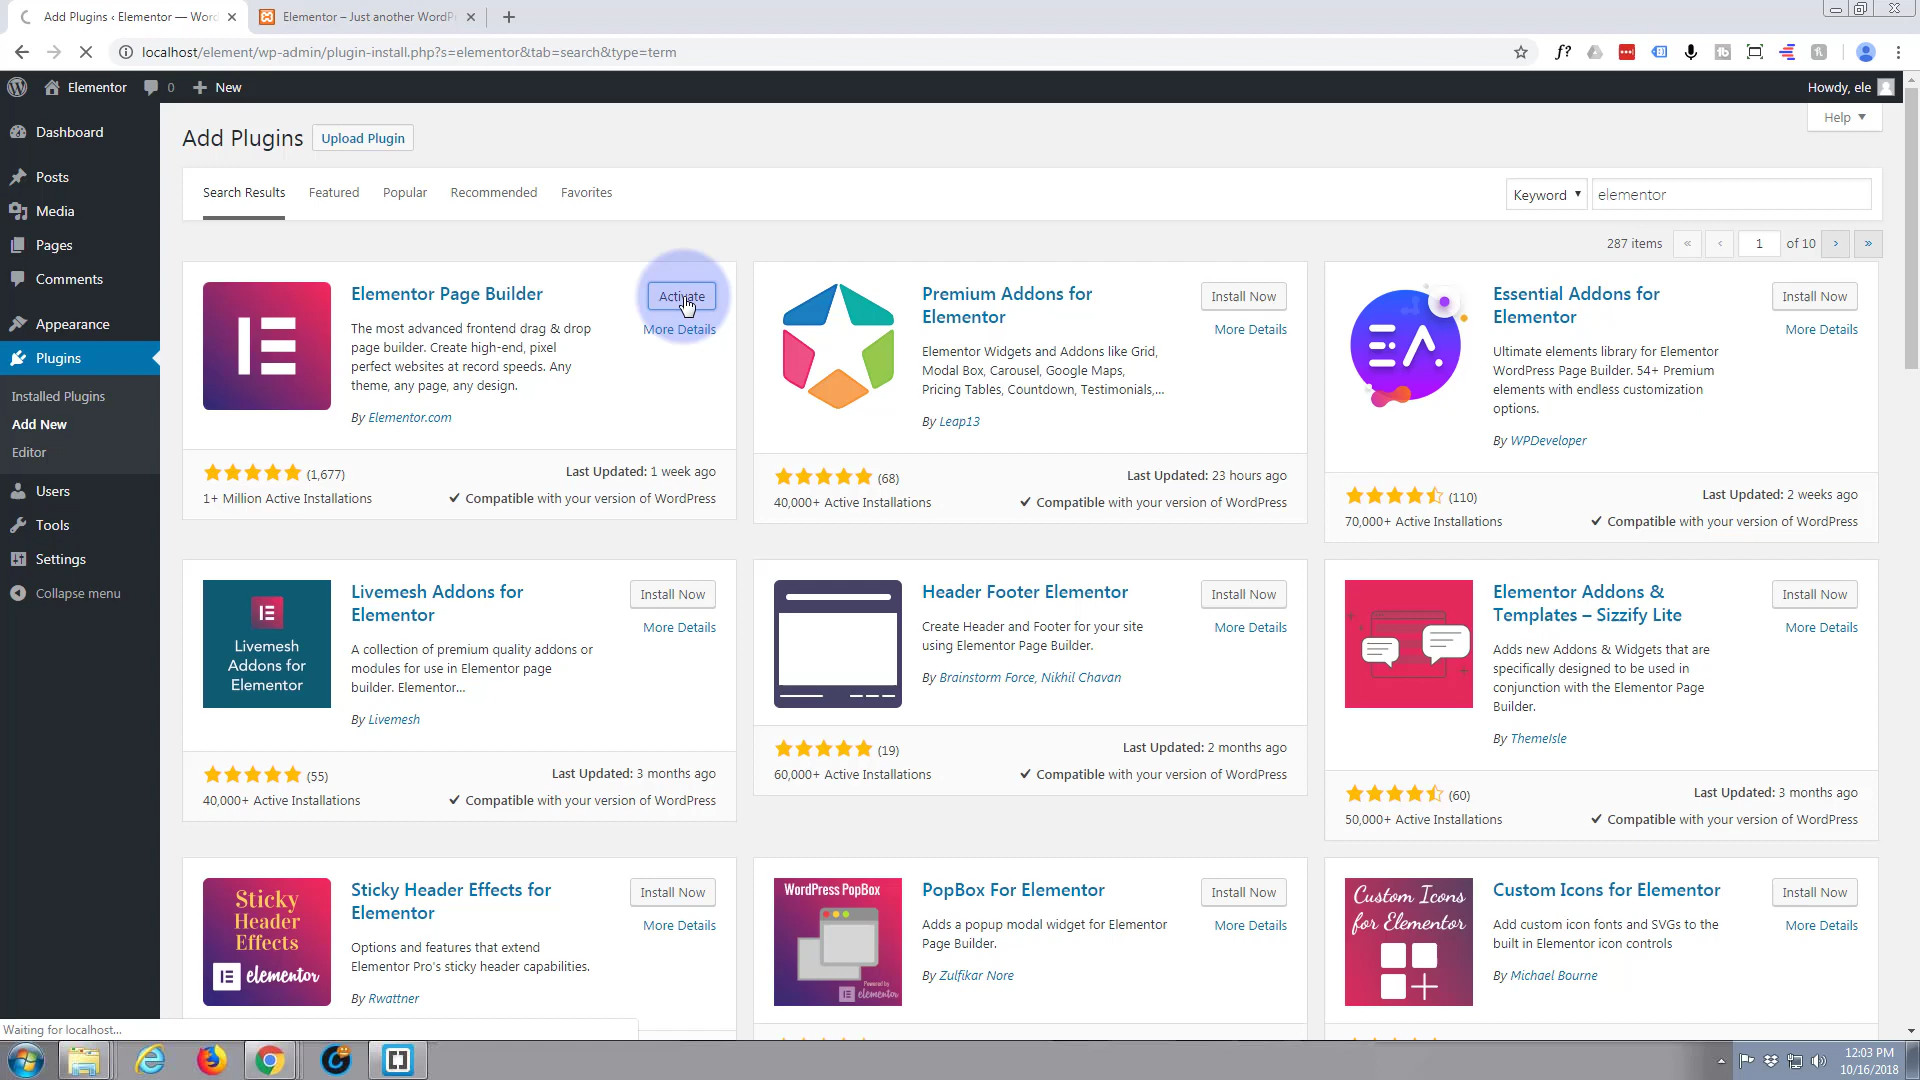 Add Plugins ‹ Elementor — Word
Elementor – Just another WordP
localhost/element/wp-admin/plugin-install.php?s=elementor&tab=search&type=term
Elementor
0
New
Howdy, ele
Dashboard
Posts
Media
Pages
Comments
Appearance
Plugins
Installed Plugins
Add New
Editor
Users
Tools
Settings
Collapse menu
Add Plugins
Upload Plugin
Help
Search Results
Featured
Popular
Recommended
Favorites
Keyword
elementor
287 items
«
‹
1
of 10
›
»
Elementor Page Builder
Activate
More Details
The most advanced frontend drag & drop
page builder. Create high-end, pixel
perfect websites at record speeds. Any
theme, any page, any design.
By Elementor.com
(1,677)
1+ Million Active Installations
Last Updated: 1 week ago
Compatible with your version of WordPress
Premium Addons for
Elementor
Install Now
More Details
Elementor Widgets and Addons like Grid,
Modal Box, Carousel, Google Maps,
Pricing Tables, Countdown, Testimonials,...
By Leap13
(68)
40,000+ Active Installations
Last Updated: 23 hours ago
Compatible with your version of WordPress
Essential Addons for
Elementor
Install Now
More Details
Ultimate elements library for Elementor
WordPress Page Builder. 54+ Premium
elements with endless customization
options.
By WPDeveloper
(110)
70,000+ Active Installations
Last Updated: 2 weeks ago
Compatible with your version of WordPress
Livemesh
Addons for
Elementor
Livemesh Addons for
Elementor
Install Now
More Details
A collection of premium quality addons or
modules for use in Elementor page
builder. Elementor...
By Livemesh
(55)
40,000+ Active Installations
Last Updated: 3 months ago
Compatible with your version of WordPress
Header Footer Elementor
Install Now
More Details
Create Header and Footer for your site
using Elementor Page Builder.
By Brainstorm Force, Nikhil Chavan
(19)
60,000+ Active Installations
Last Updated: 2 months ago
Compatible with your version of WordPress
Elementor Addons &
Templates – Sizzify Lite
Install Now
More Details
Adds new Addons & Widgets that are
specifically designed to be used in
conjunction with the Elementor Page
Builder.
By ThemeIsle
(60)
50,000+ Active Installations
Last Updated: 3 months ago
Compatible with your version of WordPress
Sticky
Header
Effects
elementor
Sticky Header Effects for
Elementor
Install Now
More Details
Options and features that extend
Elementor Pro's sticky header capabilities.
By Rwattner
WordPress PopBox
Powered by
elementor
PopBox For Elementor
Install Now
More Details
Adds a popup modal widget for Elementor
Page Builder.
By Zulfikar Nore
Custom Icons
for Elementor
Custom Icons for Elementor
Install Now
More Details
Add custom icon fonts and SVGs to the
built in Elementor icon controls
By Michael Bourne
Waiting for localhost...
12:03 PM
10/16/2018